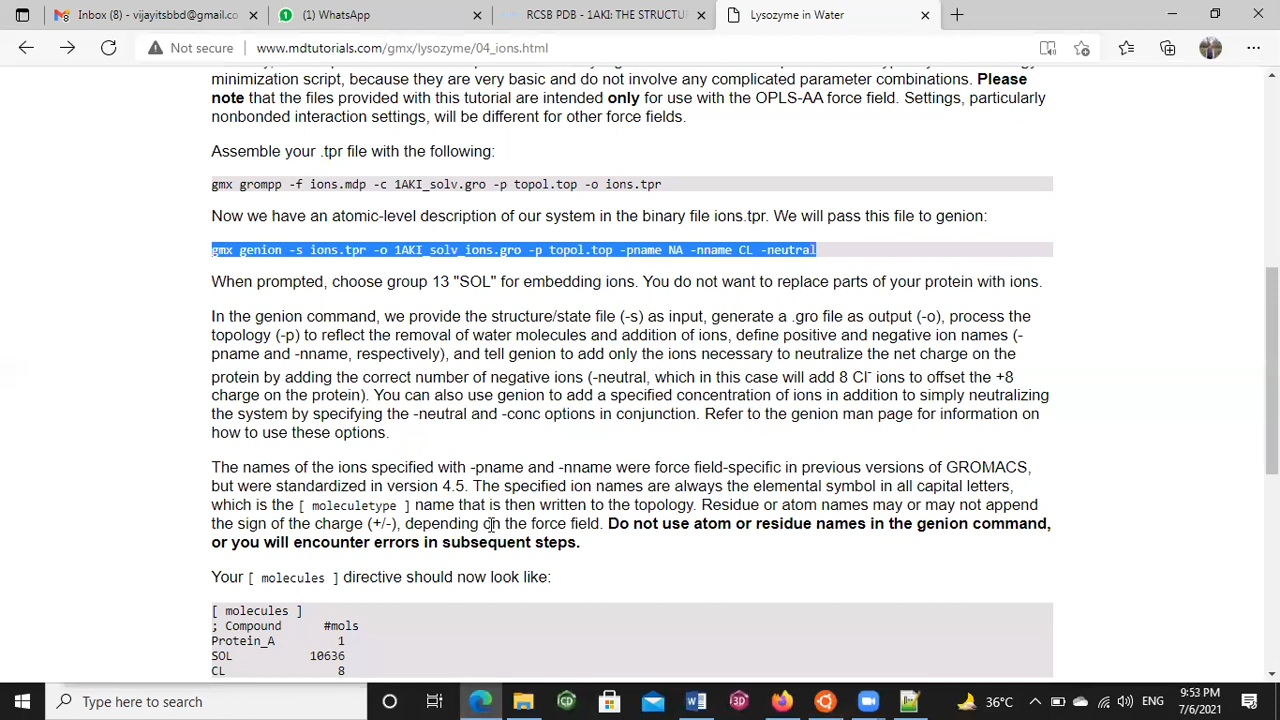 Inbox (8) - vijayitsbbd@gmail.co
(1) WhatsApp
RCSB PDB - 1AKI: THE STRUCTU
Lysozyme in Water
Not secure
www.mdtutorials.com/gmx/lysozyme/04_ions.html
minimization script, because they are very basic and do not involve any complicated parameter combinations. Please
note that the files provided with this tutorial are intended only for use with the OPLS-AA force field. Settings, particularly
nonbonded interaction settings, will be different for other force fields.
Assemble your .tpr file with the following:
gmx grompp -f ions.mdp -c 1AKI_solv.gro -p topol.top -o ions.tpr
Now we have an atomic-level description of our system in the binary file ions.tpr. We will pass this file to genion:
gmx genion -s ions.tpr -o 1AKI_solv_ions.gro -p topol.top -pname NA -nname CL -neutral
When prompted, choose group 13 "SOL" for embedding ions. You do not want to replace parts of your protein with ions.
In the genion command, we provide the structure/state file (-s) as input, generate a .gro file as output (-o), process the
topology (-p) to reflect the removal of water molecules and addition of ions, define positive and negative ion names (-
pname and -nname, respectively), and tell genion to add only the ions necessary to neutralize the net charge on the
protein by adding the correct number of negative ions (-neutral, which in this case will add 8 Cl- ions to offset the +8
charge on the protein). You can also use genion to add a specified concentration of ions in addition to simply neutralizing
the system by specifying the -neutral and -conc options in conjunction. Refer to the genion man page for information on
how to use these options.
The names of the ions specified with -pname and -nname were force field-specific in previous versions of GROMACS,
but were standardized in version 4.5. The specified ion names are always the elemental symbol in all capital letters,
which is the [ moleculetype ] name that is then written to the topology. Residue or atom names may or may not append
the sign of the charge (+/-), depending on the force field. Do not use atom or residue names in the genion command,
or you will encounter errors in subsequent steps.
Your [ molecules ] directive should now look like:
[ molecules ]
; Compound #mols
Protein_A 1
SOL 10636
CL 8
Type here to search
36°C
ENG
9:53 PM
7/6/2021